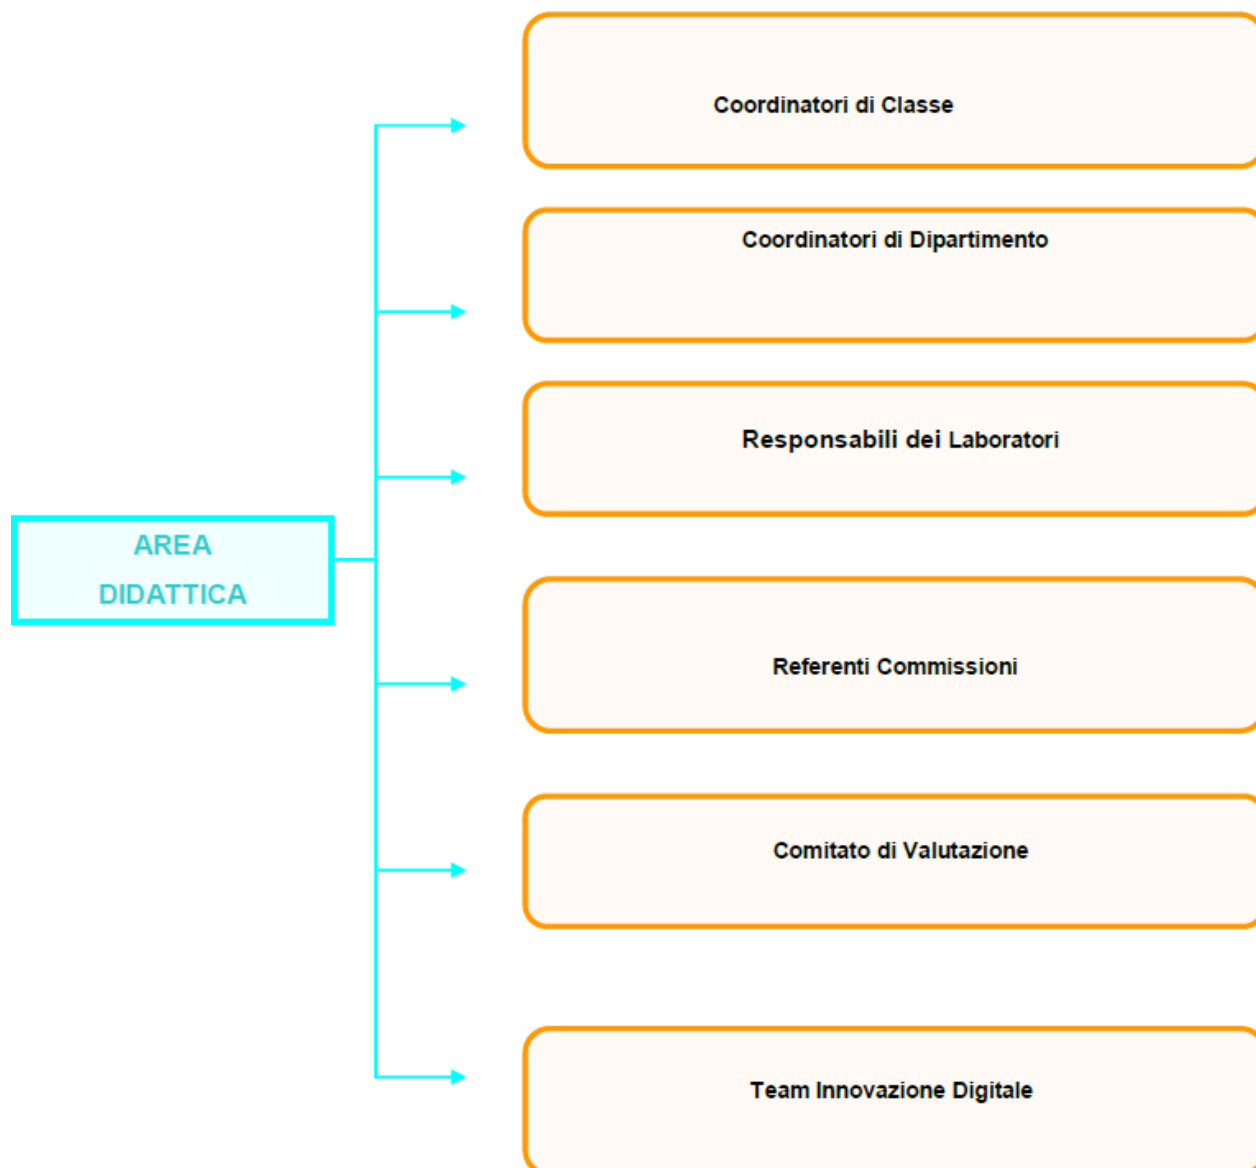 Coordinatori di Classe
Coordinatori di Dipartimento
Responsabili dei Laboratori
AREA
DIDATTICA
Referenti Commissioni
Comitato di Valutazione
Team Innovazione Digitale